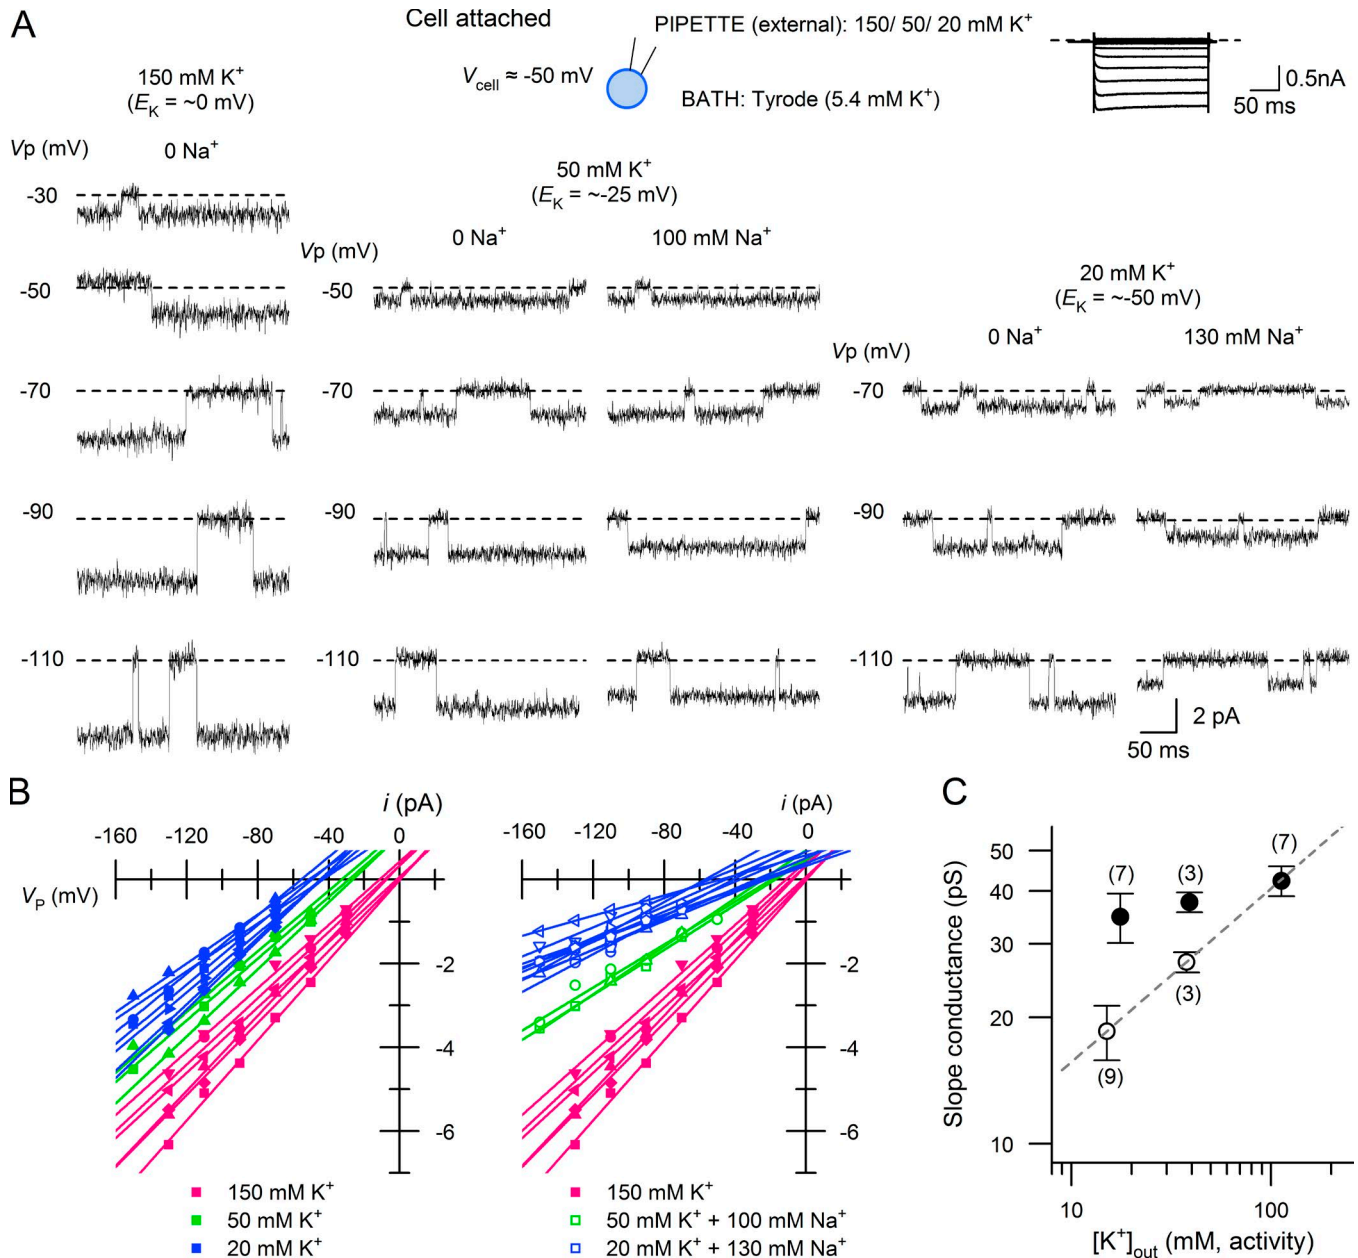 A
Cell attached
PIPETTE (external): 150/ 50/ 20 mM K+
Vcell ≈ -50 mV
BATH: Tyrode (5.4 mM K+)
0.5nA
50 ms
150 mM K+
(EK = ~0 mV)
Vp (mV)
0 Na+
-30
-50
-70
-90
-110
50 mM K+
(EK = ~-25 mV)
0 Na+
100 mM Na+
Vp (mV)
-50
-70
-90
-110
20 mM K+
(EK = ~-50 mV)
0 Na+
130 mM Na+
Vp (mV)
-70
-90
-110
2 pA
50 ms
B
i (pA)
-160 -120 -80 -40 0
VP (mV)
-2
-4
-6
150 mM K+
50 mM K+
20 mM K+
i (pA)
-160 -120 -80 -40 0
-2
-4
-6
150 mM K+
50 mM K+ + 100 mM Na+
20 mM K+ + 130 mM Na+
C
Slope conductance (pS)
50
40
30
20
10
(7)
(3)
(7)
(3)
(9)
10 100
[K+]out (mM, activity)